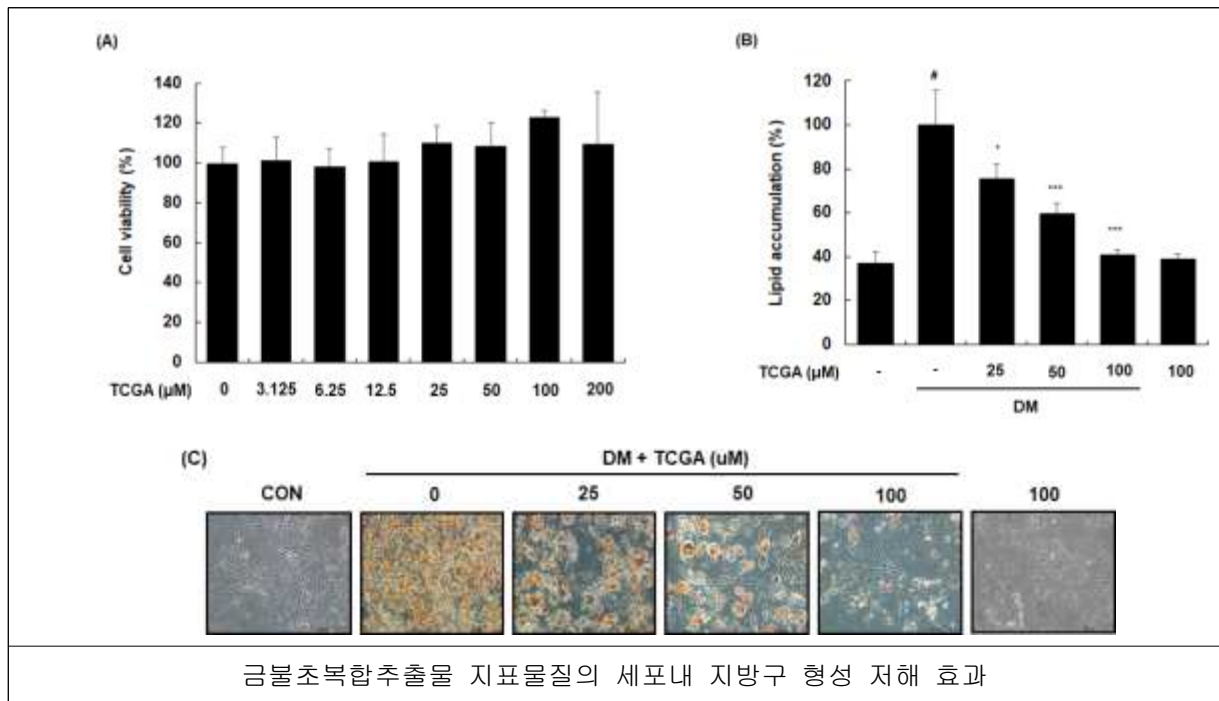 (A)
Cell viability (%)
140
120
100
80
60
40
20
0
TCGA (μM) 0 3.125 6.25 12.5 25 50 100 200
(B)
Lipid accumulation (%)
120
100
80
60
40
20
0
#
*
***
***
TCGA (μM) - - 25 50 100 100
DM
(C)
DM + TCGA (uM)
CON 0 25 50 100 100
금불초복합추출물 지표물질의 세포내 지방구 형성 저해 효과